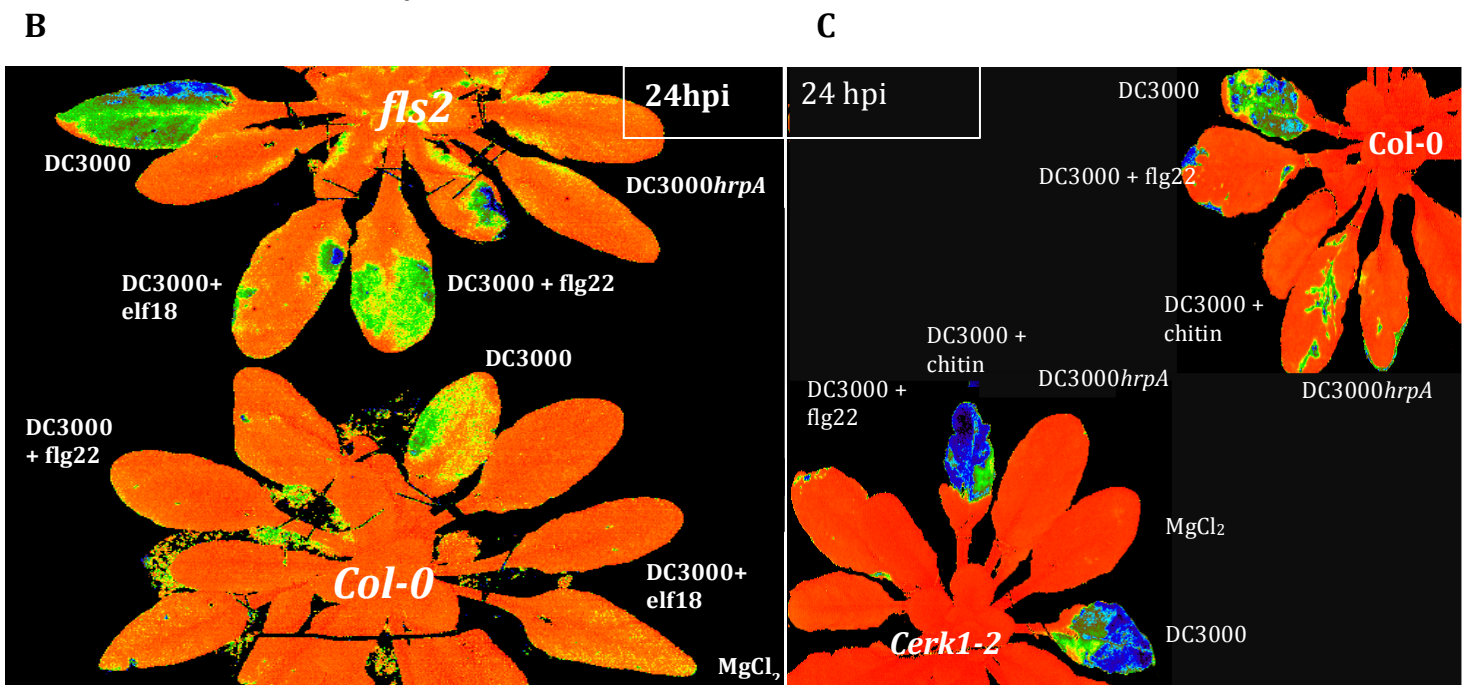 B
C
fls2
24hpi
24 hpi
DC3000
Col-0
DC3000
DC3000hrpA
DC3000 + flg22
DC3000+
elf18
DC3000 + flg22
DC3000 +
chitin
DC3000
DC3000 +
chitin
DC3000hrpA
DC3000hrpA
DC3000 +
flg22
DC3000
+ flg22
MgCl₂
Col-0
DC3000+
elf18
Cerk1-2
DC3000
MgCl₂